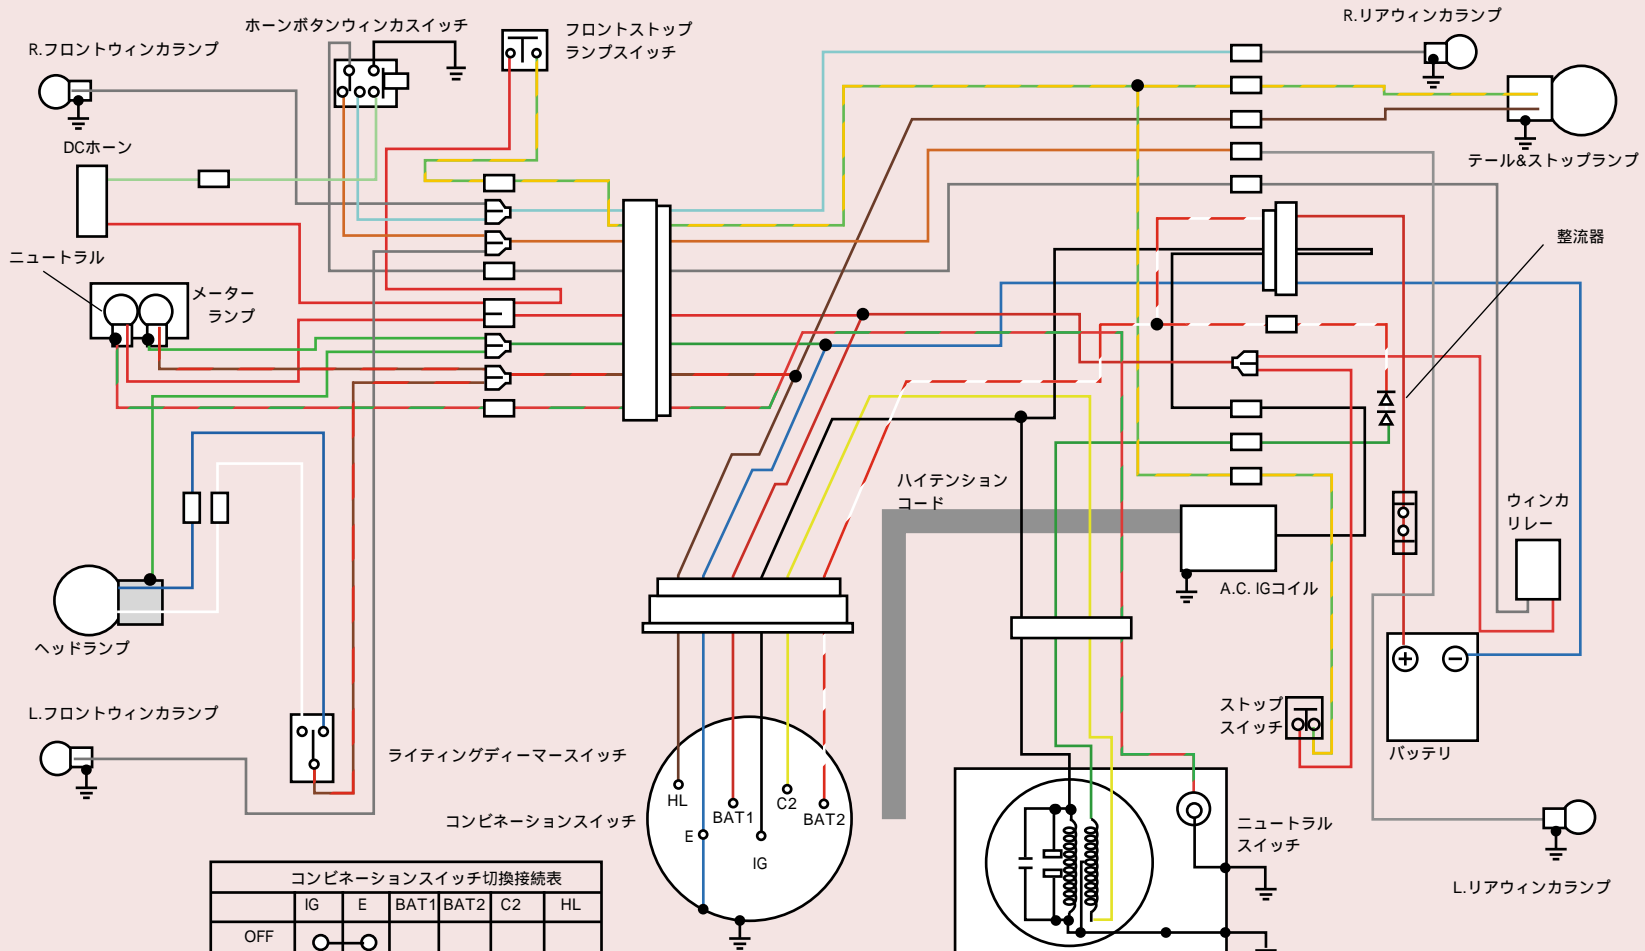 R.フロントウィンカランプ
ホーンボタンウィンカスイッチ
フロントストップ
ランプスイッチ
R.リアウィンカランプ
DCホーン
テール&ストップランプ
ニュートラル
メーター
ランプ
整流器
ハイテンション
コード
ウィンカ
リレー
A.C. IGコイル
ヘッドランプ
L.フロントウィンカランプ
ストップ
スイッチ
バッテリ
ライティングディーマースイッチ
コンビネーションスイッチ
HL
E
BAT1
IG
C2
BAT2
ニュートラル
スイッチ
L.リアウィンカランプ
コンビネーションスイッチ切換接続表
IG E BAT1 BAT2 C2 HL
OFF